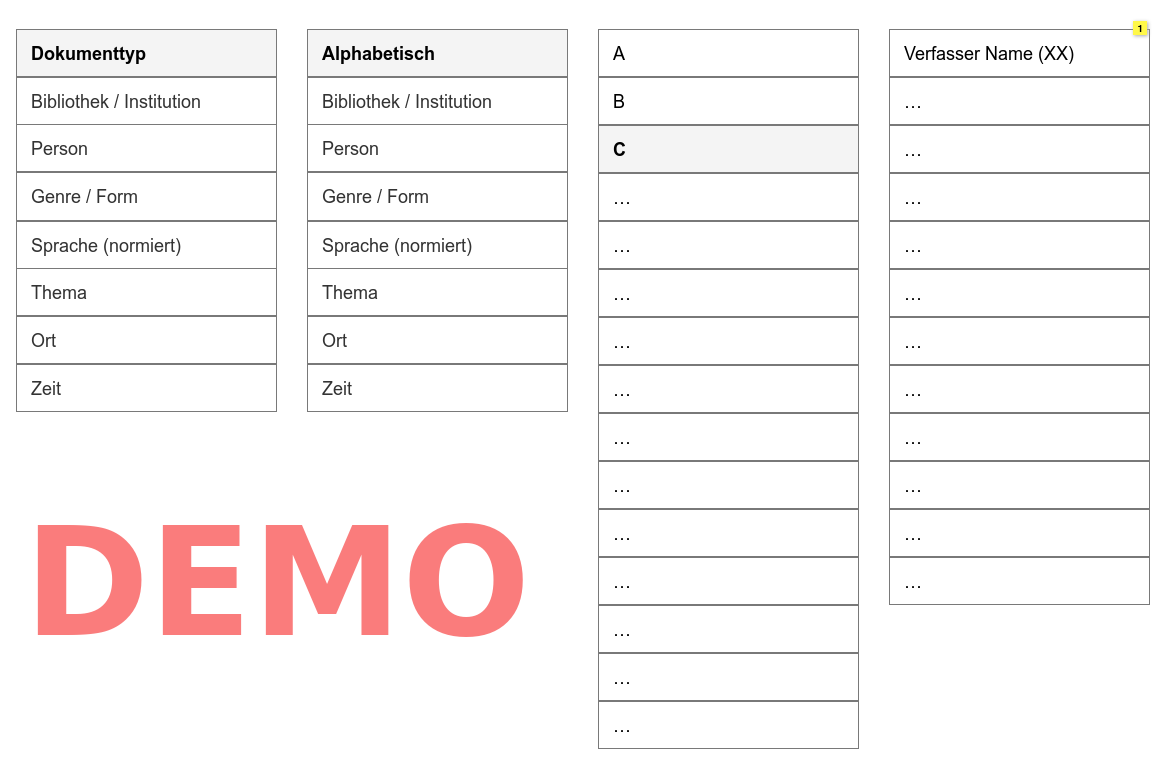 Dokumenttyp
Bibliothek / Institution
Person
Genre / Form
Sprache (normiert)
Thema
Ort
Zeit
Alphabetisch
Bibliothek / Institution
Person
Genre / Form
Sprache (normiert)
Thema
Ort
Zeit
A
B
C
…
…
…
…
…
…
…
…
…
…
…
…
1
Verfasser Name (XX)
…
…
…
…
…
…
…
…
…
…
…
DEMO